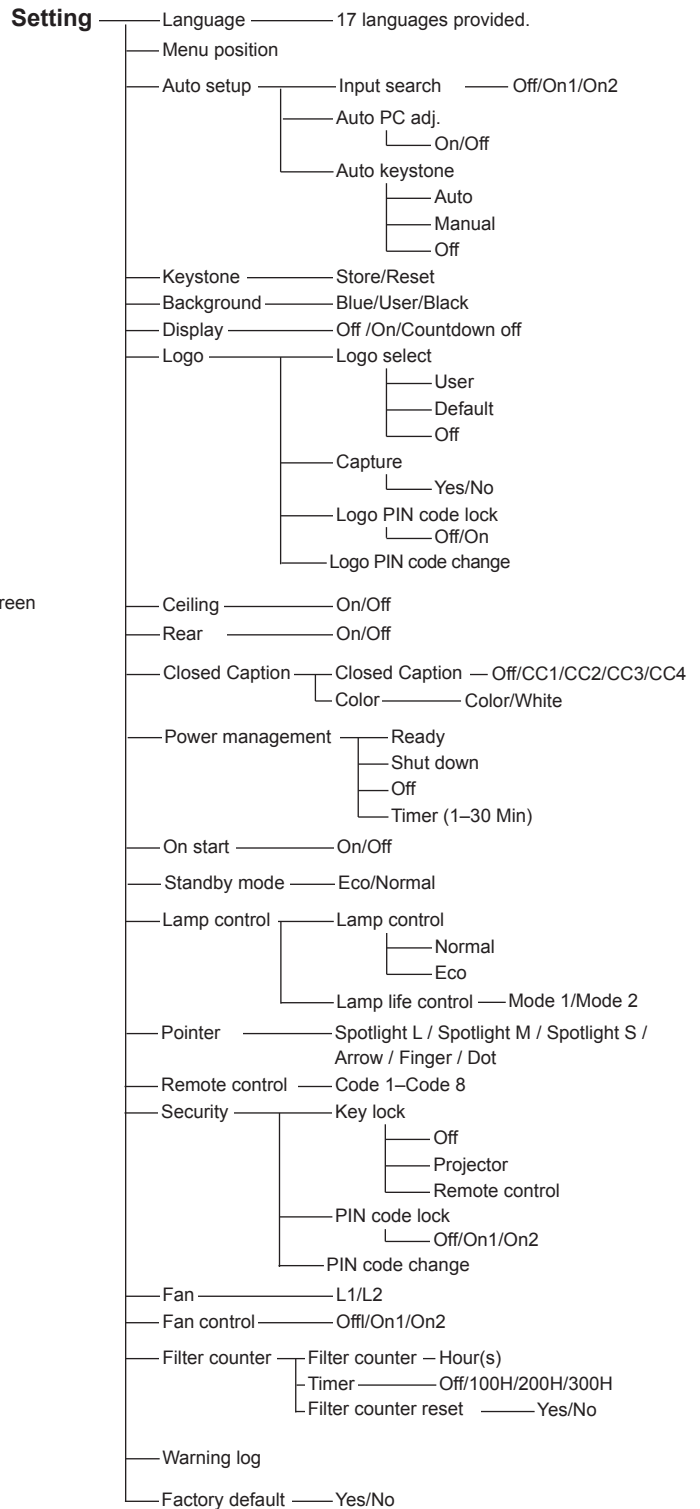 Setting Language 17 languages provided.
Menu position
Auto setup Input search Off/On1/On2
Auto PC adj.
On/Off
Auto keystone
Auto
Manual
Off
Keystone Store/Reset
Background Blue/User/Black
Display Off /On/Countdown off
Logo Logo select
User
Default
Off
Capture
Yes/No
Logo PIN code lock
Off/On
Logo PIN code change
reen Ceiling On/Off
Rear On/Off
Closed Caption Closed Caption Off/CC1/CC2/CC3/CC4
Color Color/White
Power management Ready
Shut down
Off
Timer (1–30 Min)
On start On/Off
Standby mode Eco/Normal
Lamp control Lamp control
Normal
Eco
Lamp life control Mode 1/Mode 2
Pointer Spotlight L / Spotlight M / Spotlight S /
Arrow / Finger / Dot
Remote control Code 1–Code 8
Security Key lock
Off
Projector
Remote control
PIN code lock
Off/On1/On2
PIN code change
Fan L1/L2
Fan control Offl/On1/On2
Filter counter Filter counter Hour(s)
Timer Off/100H/200H/300H
Filter counter reset Yes/No
Warning log
Factory default Yes/No